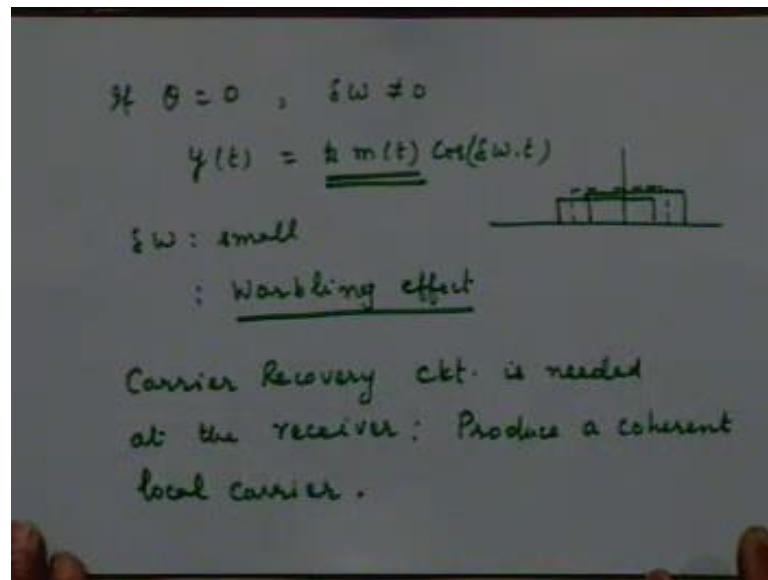 If θ = 0 , δω ≠ 0
y(t) = k m(t) Cos(δω.t)
δω : small
: Warbling effect
Carrier Recovery ckt. is needed
at the receiver : Produce a coherent
local carrier .